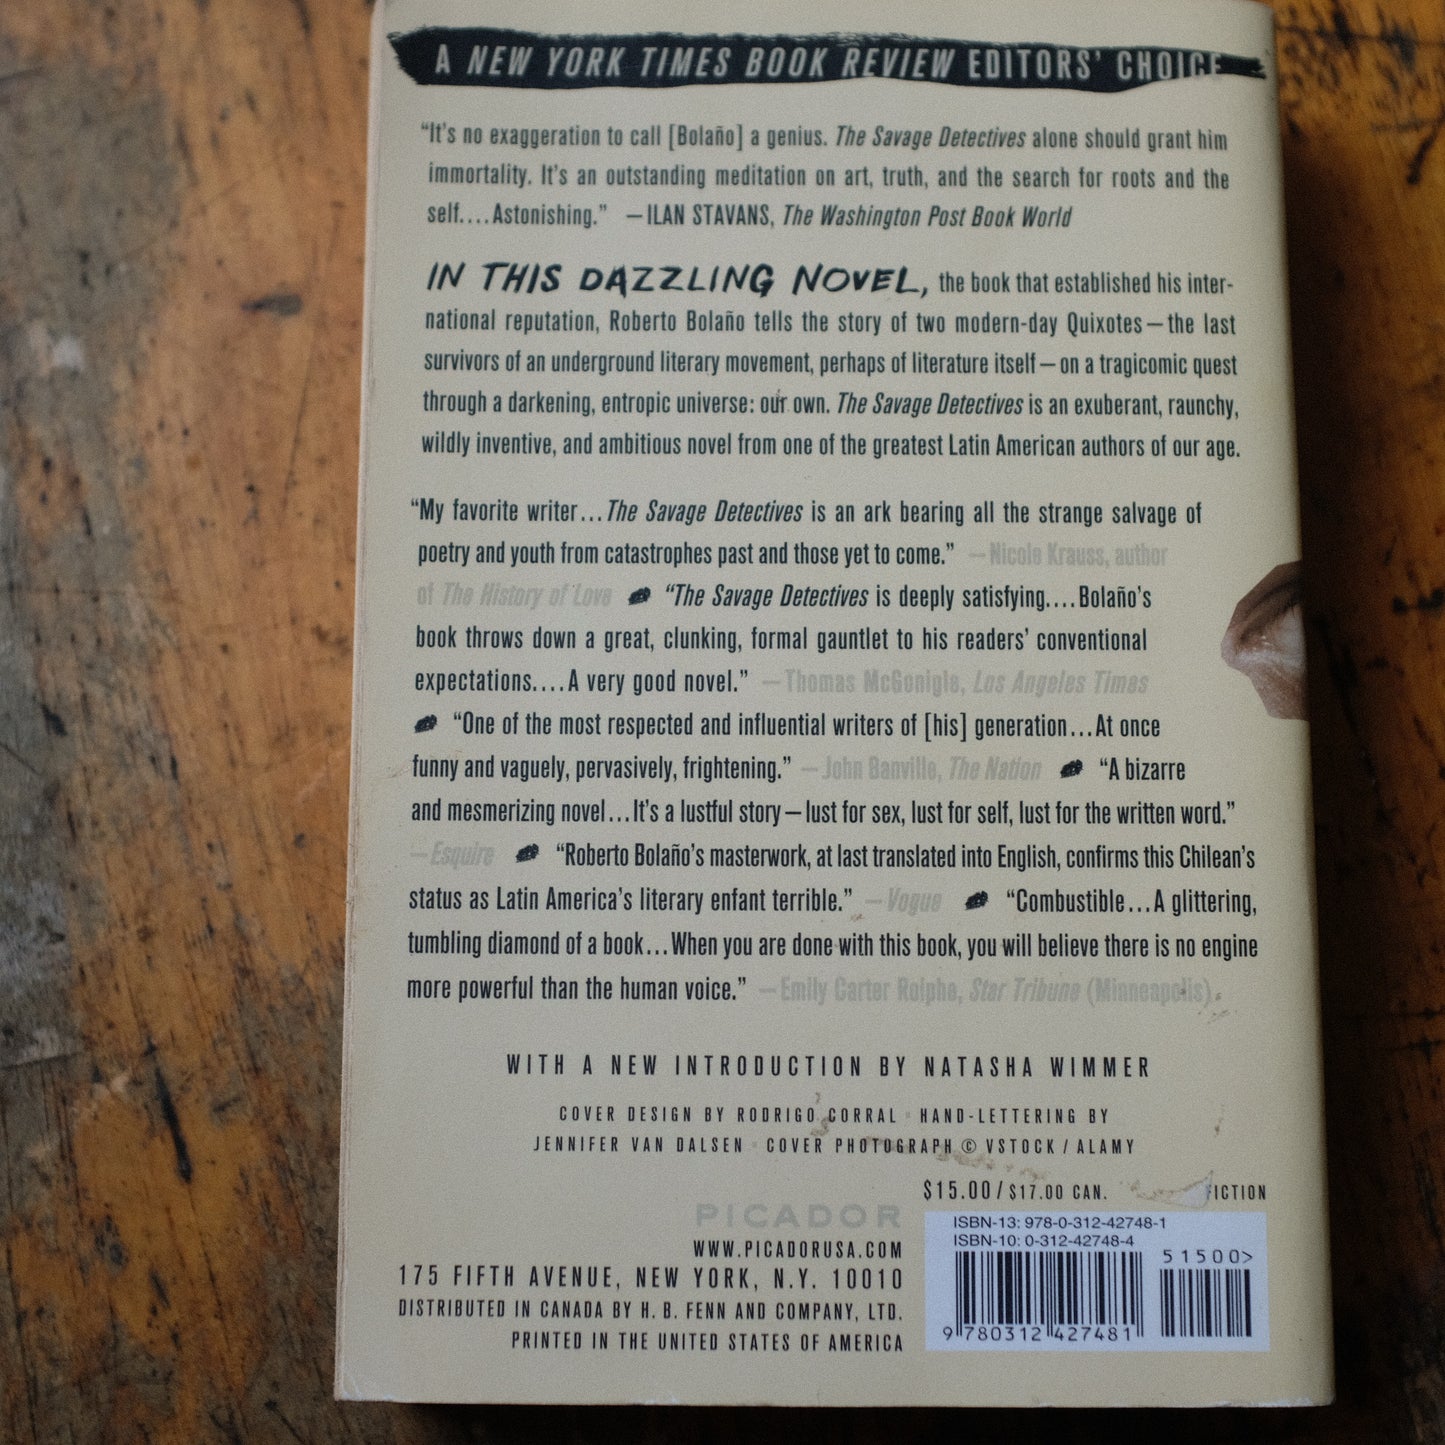 A NEW YORK TIMES BOOK REVIEW EDITORS' CHOICE
“It's no exaggeration to call [Bolaño] a genius. The Savage Detectives alone should grant him
immortality. It's an outstanding meditation on art, truth, and the search for roots and the
self....Astonishing.” —ILAN STAVANS, The Washington Post Book World
IN THIS DAZZLING NOVEL, the book that established his inter-
national reputation, Roberto Bolaño tells the story of two modern-day Quixotes—the last
survivors of an underground literary movement, perhaps of literature itself—on a tragicomic quest
through a darkening, entropic universe: our own. The Savage Detectives is an exuberant, raunchy,
wildly inventive, and ambitious novel from one of the greatest Latin American authors of our age.
“My favorite writer...The Savage Detectives is an ark bearing all the strange salvage of
poetry and youth from catastrophes past and those yet to come.” —Nicole Krauss, author
of The History of Love “The Savage Detectives is deeply satisfying....Bolaño's
book throws down a great, clunking, formal gauntlet to his readers' conventional
expectations....A very good novel.” —Thomas McGonigle, Los Angeles Times
“One of the most respected and influential writers of [his] generation...At once
funny and vaguely, pervasively, frightening.” —John Banville, The Nation “A bizarre
and mesmerizing novel...It's a lustful story—lust for sex, lust for self, lust for the written word.”
—Esquire “Roberto Bolaño's masterwork, at last translated into English, confirms this Chilean's
status as Latin America's literary enfant terrible.” —Vogue “Combustible...A glittering,
tumbling diamond of a book...When you are done with this book, you will believe there is no engine
more powerful than the human voice.” —Emily Carter Roiphe, Star Tribune (Minneapolis)
WITH A NEW INTRODUCTION BY NATASHA WIMMER
COVER DESIGN BY RODRIGO CORRAL · HAND-LETTERING BY
JENNIFER VAN DALSEN · COVER PHOTOGRAPH © VSTOCK / ALAMY
$15.00 / $17.00 CAN. FICTION
PICADOR
WWW.PICADORUSA.COM
175 FIFTH AVENUE, NEW YORK, N.Y. 10010
DISTRIBUTED IN CANADA BY H. B. FENN AND COMPANY, LTD.
PRINTED IN THE UNITED STATES OF AMERICA
ISBN-13: 978-0-312-42748-1
ISBN-10: 0-312-42748-4
51500>
9 780312 427481